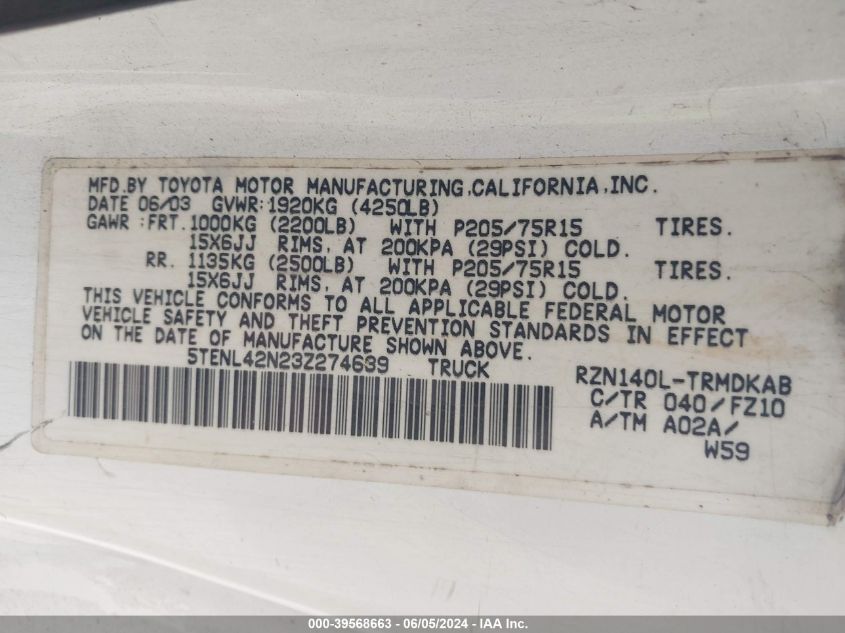 MFD.BY TOYOTA MOTOR MANUFACTURING,CALIFORNIA,INC.
DATE 06/03 GVWR:1920KG (4250LB)
GAWR :FRT.1000KG (2200LB) WITH P205/75R15 TIRES.
15X6JJ RIMS, AT 200KPA (29PSI) COLD.
RR. 1135KG (2500LB) WITH P205/75R15 TIRES.
15X6JJ RIMS, AT 200KPA (29PSI) COLD.
THIS VEHICLE CONFORMS TO ALL APPLICABLE FEDERAL MOTOR
VEHICLE SAFETY AND THEFT PREVENTION STANDARDS IN EFFECT
ON THE DATE OF MANUFACTURE SHOWN ABOVE.
5TENL42N23Z274639 TRUCK
RZN140L-TRMDKAB
C/TR 040/FZ10
A/TM A02A/
W59
000-39568663 - 06/05/2024 - IAA Inc.